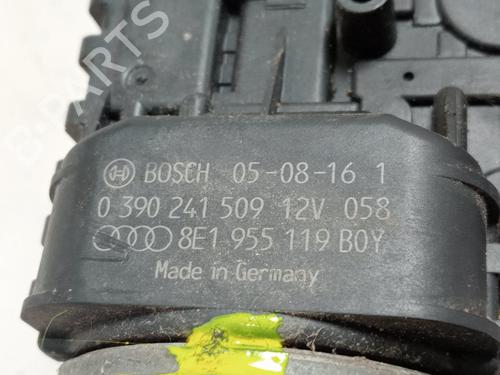 B-PARTS
BOSCH 05-08-16 1
0 390 241 509 12V 058
8E1 955 119 B0Y
Made in Germany